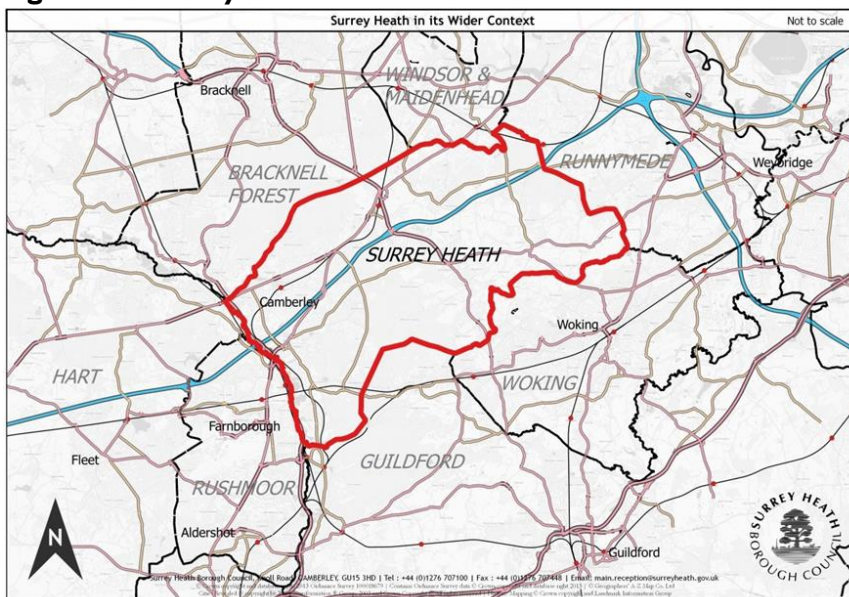 Surrey Heath in its Wider Context
Not to scale
WINDSOR &
MAIDENHEAD
Bracknell
BRACKNELL
FOREST
RUNNYMEDE
Weybridge
SURREY HEATH
Camberley
Woking
HART
WOKING
Farnborough
Fleet
GUILDFORD
RUSHMOOR
Aldershot
Guildford
N
SURREY HEATH
BOROUGH COUNCIL
Surrey Heath Borough Council, Knoll Road, CAMBERLEY, GU15 3HD | Tel : +44 (0)1276 707100 | Fax : +44 (0)1276 707448 | Email: main.reception@surreyheath.gov.uk